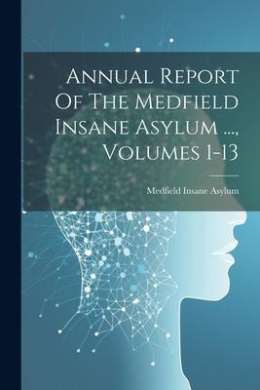 Annual Report
Of The Medfield
Insane Asylum ...,
Volumes 1-13
Medfield Insane Asylum